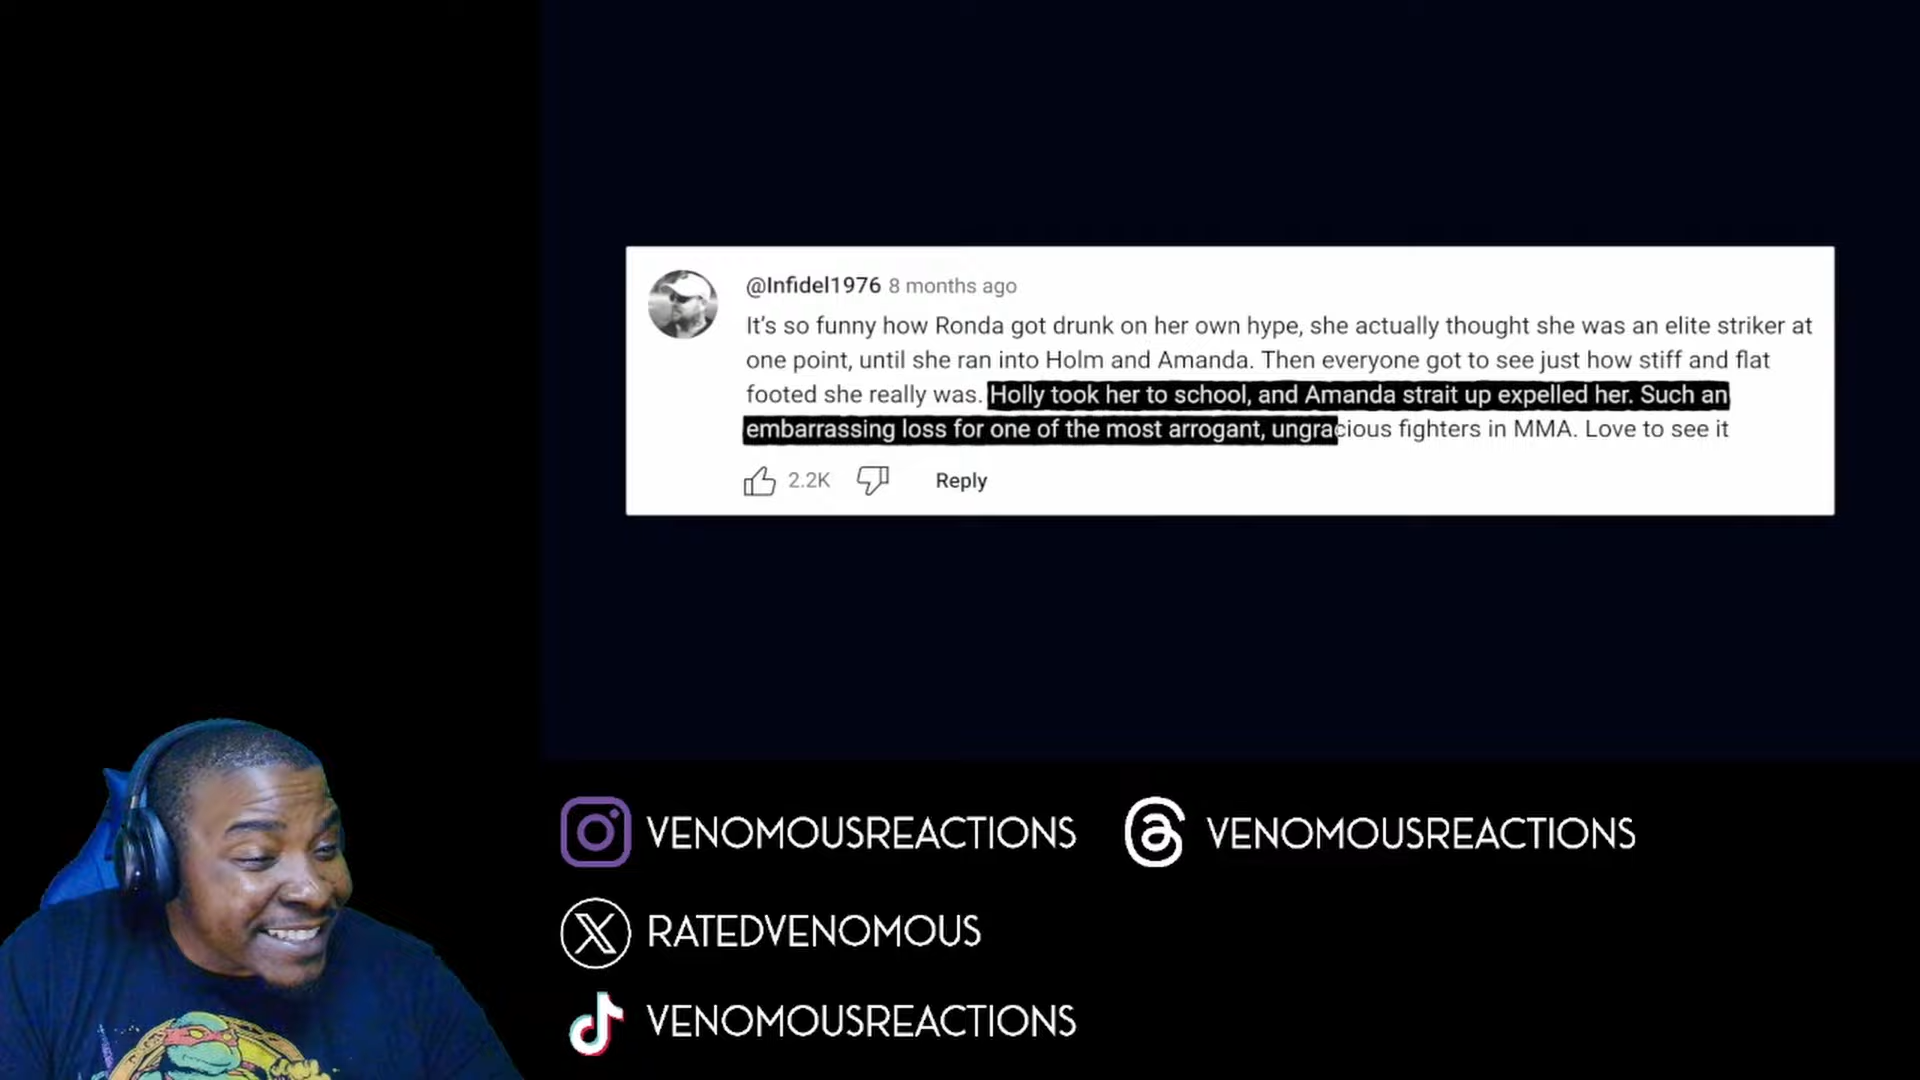 @Infidel1976 8 months ago
It's so funny how Ronda got drunk on her own hype, she actually thought she was an elite striker at
one point, until she ran into Holm and Amanda. Then everyone got to see just how stiff and flat
footed she really was. Holly took her to school, and Amanda strait up expelled her. Such an
embarrassing loss for one of the most arrogant, ungracious fighters in MMA. Love to see it
2.2K Reply
VENOMOUSREACTIONS VENOMOUSREACTIONS
RATEDVENOMOUS
VENOMOUSREACTIONS